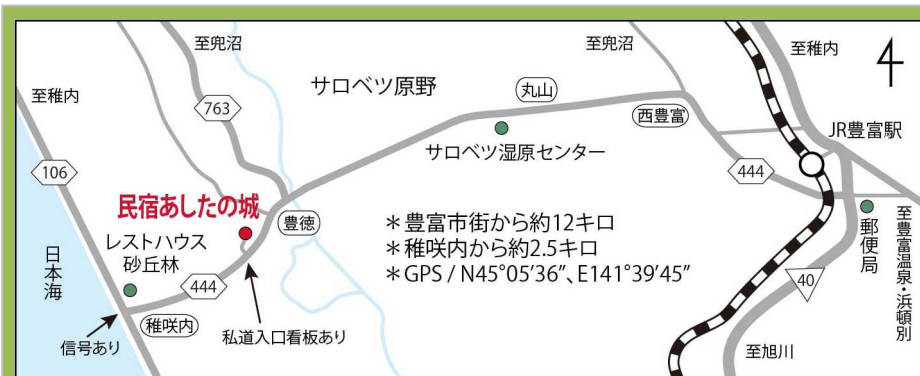 至兜沼
至兜沼
至稚内
至稚内
763
サロベツ原野
丸山
西豊富
JR豊富駅
サロベツ湿原センター
106
444
民宿あしたの城
豊徳
レストハウス
砂丘林
日本海
444
稚咲内
信号あり
私道入口看板あり
＊豊富市街から約12キロ
＊稚咲内から約2.5キロ
＊GPS / N45°05’36”、E141°39’45”
郵便局
至豊富温泉・浜頓別
40
至旭川